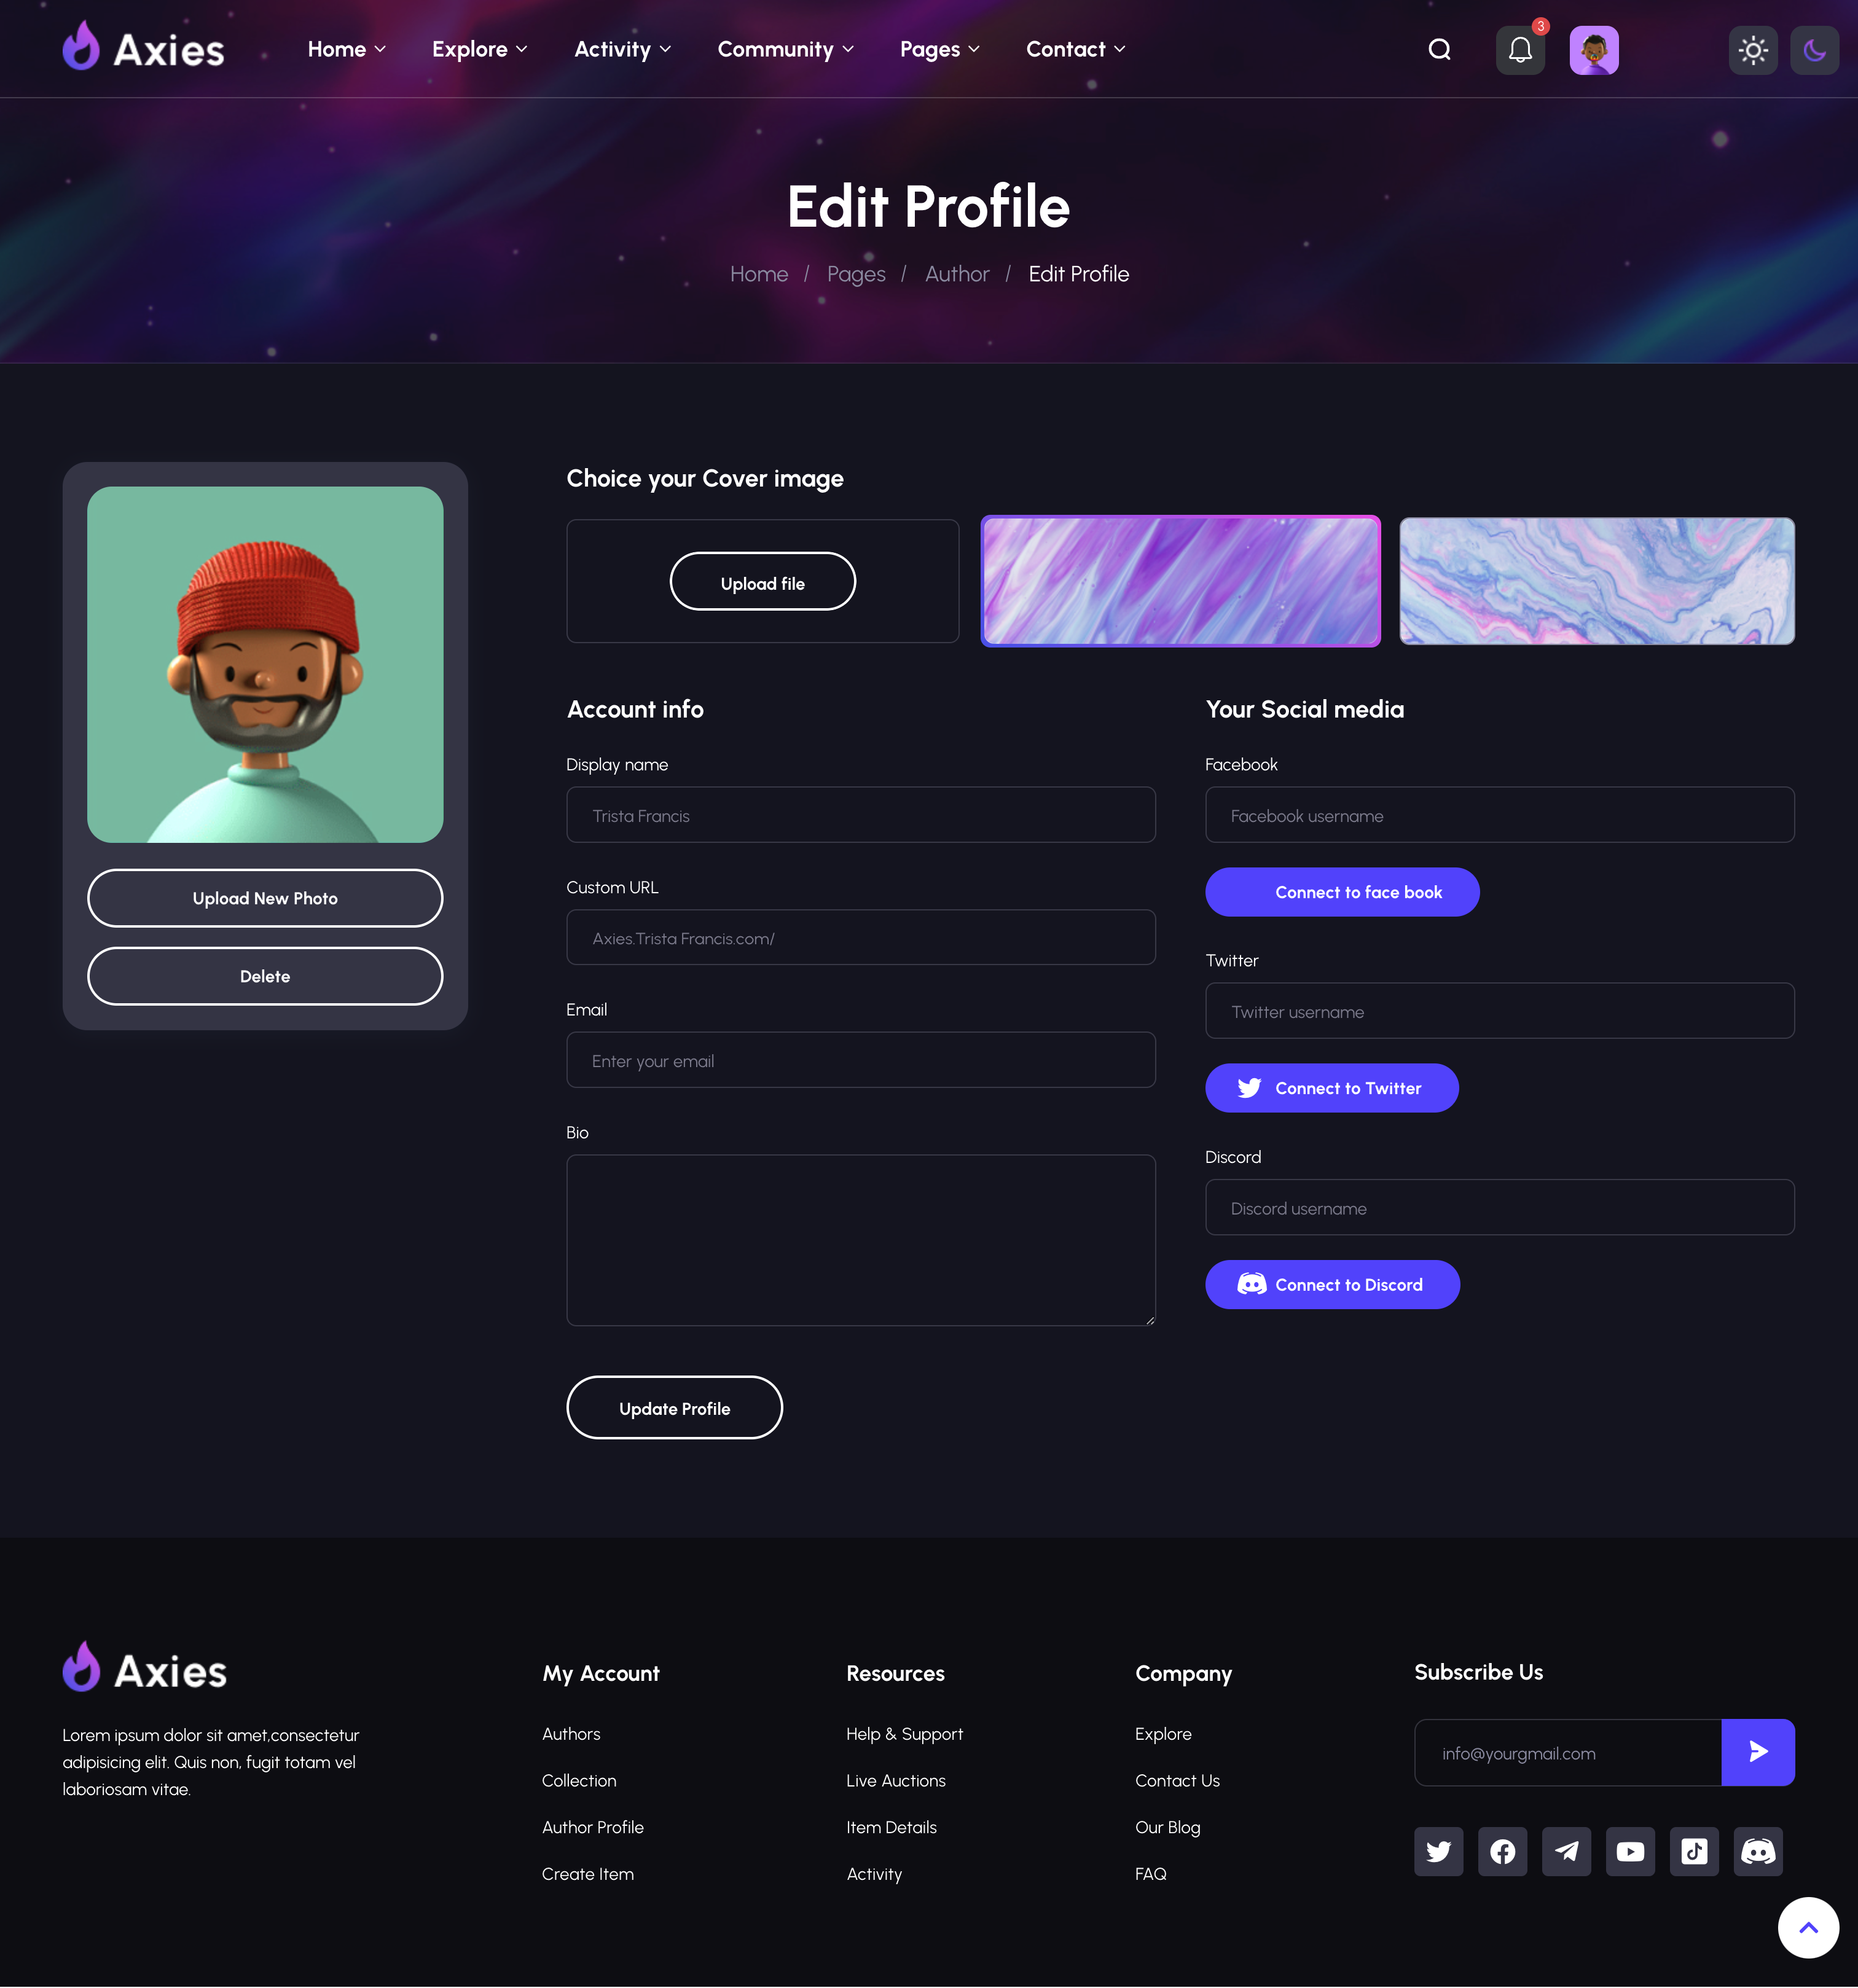 Axies
Home
Explore
Activity
Community
Pages
Contact
3
Edit Profile
Home / Pages / Author / Edit Profile
Choice your Cover image
Upload file
Upload New Photo
Delete
Account info
Display name
Trista Francis
Custom URL
Axies.Trista Francis.com/
Email
Enter your email
Bio
Update Profile
Your Social media
Facebook
Facebook username
Connect to face book
Twitter
Twitter username
Connect to Twitter
Discord
Discord username
Connect to Discord
Axies
Lorem ipsum dolor sit amet,consectetur
adipisicing elit. Quis non, fugit totam vel
laboriosam vitae.
My Account
Authors
Collection
Author Profile
Create Item
Resources
Help & Support
Live Auctions
Item Details
Activity
Company
Explore
Contact Us
Our Blog
FAQ
Subscribe Us
info@yourgmail.com